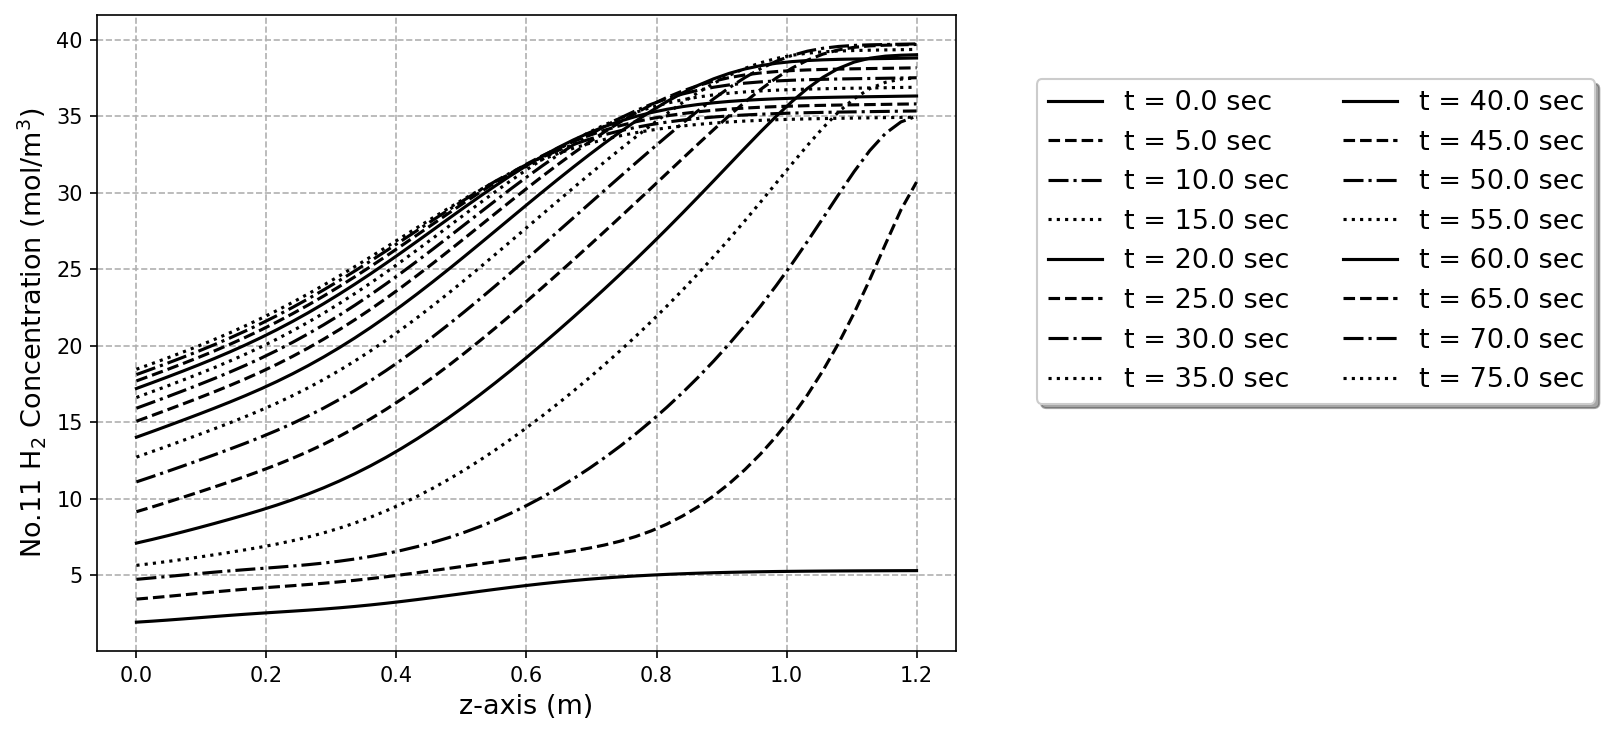 No.11 H2 Concentration (mol/m3)
40
35
30
25
20
15
10
5
0.0 0.2 0.4 0.6 0.8 1.0 1.2
z-axis (m)
t = 0.0 sec
t = 5.0 sec
t = 10.0 sec
t = 15.0 sec
t = 20.0 sec
t = 25.0 sec
t = 30.0 sec
t = 35.0 sec
t = 40.0 sec
t = 45.0 sec
t = 50.0 sec
t = 55.0 sec
t = 60.0 sec
t = 65.0 sec
t = 70.0 sec
t = 75.0 sec